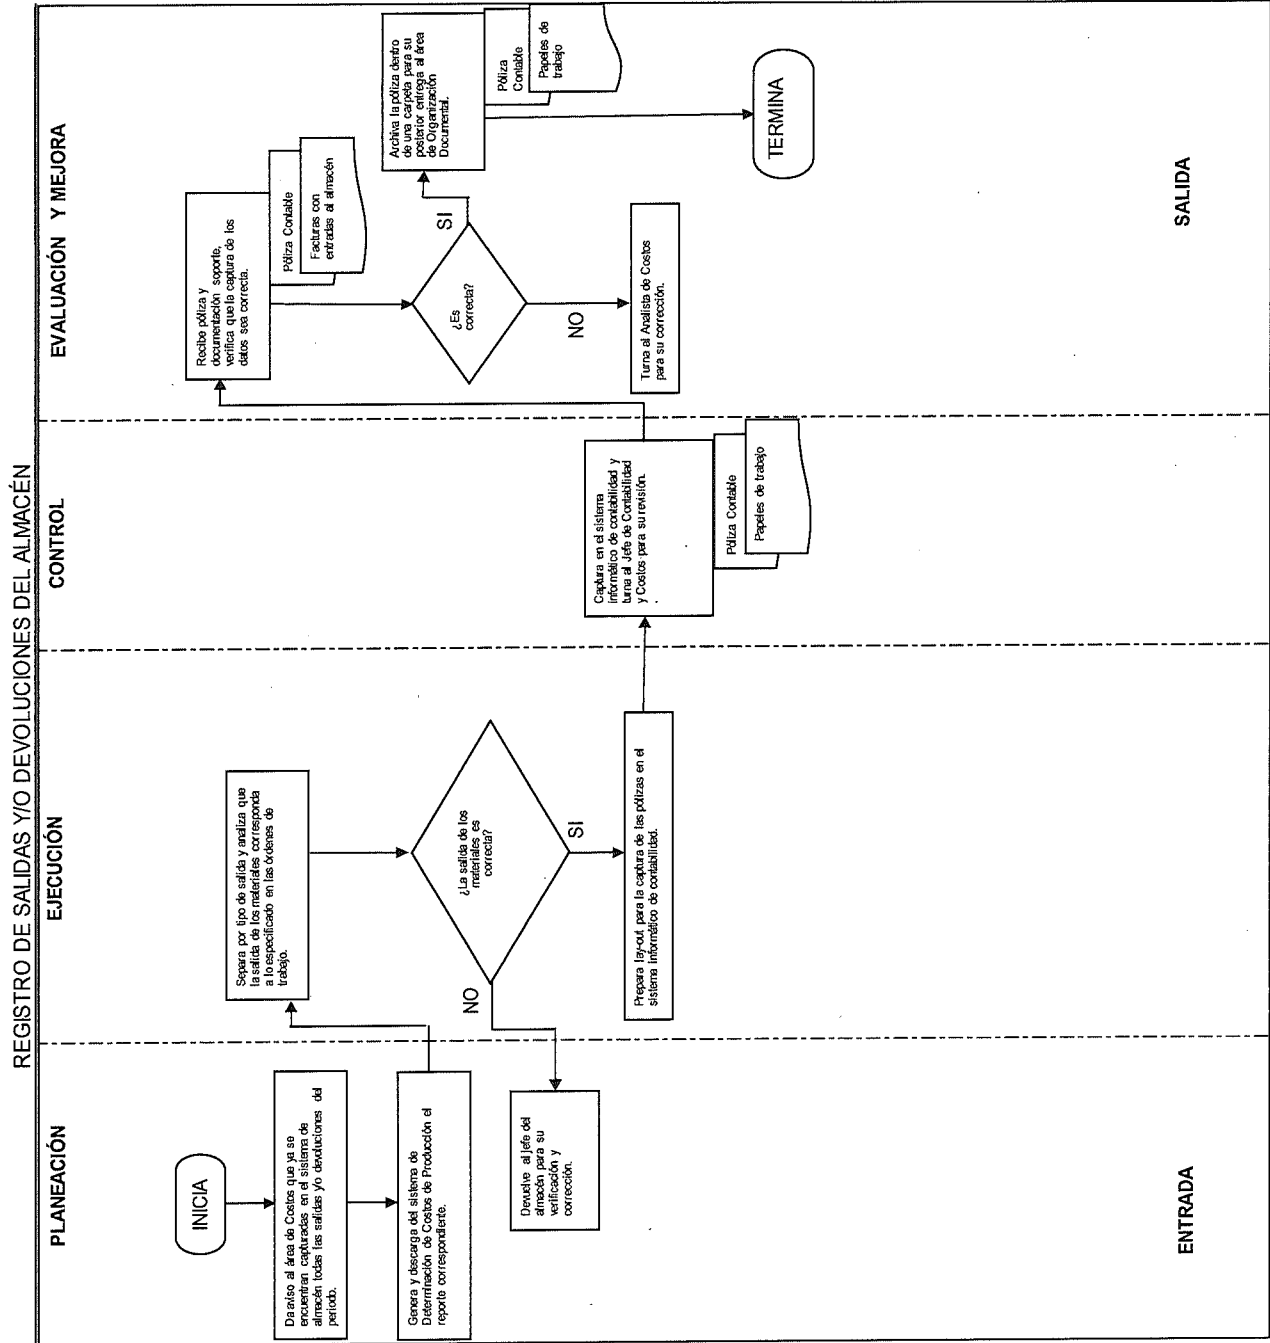 REGISTRO DE SALIDAS Y/O DEVOLUCIONES DEL ALMACÉN
PLANEACIÓN
EJECUCIÓN
CONTROL
EVALUACIÓN Y MEJORA
INICIA
Da aviso al área de Costos que ya se
encuentran capturadas en el sistema de
almacén todas las salidas y/o devoluciones del
periodo.
Genera y descarga del sistema de
Determinación de Costos de Producción el
reporte correspondiente.
Devuelve al jefe del
almacén para su
verificación y
corrección.
Separa por tipo de salida y analiza que
la salida de los materiales corresponda
a lo especificado en las órdenes de
trabajo.
¿La salida de los
materiales es
correcta?
NO
SI
Prepara lay-out para la captura de las pólizas en el
sistema informático de contabilidad.
Captura en el sistema
informático de contabilidad y
turna al Jefe de Contabilidad
y Costos para su revisión.
Póliza Contable
Papeles de trabajo
Recibe póliza y
documentación soporte,
verifica que la captura de los
datos sea correcta.
Póliza Contable
Facturas con
entradas al almacén
¿Es
correcta?
SI
NO
Turna al Analista de Costos
para su corrección.
Archiva la póliza dentro
de una carpeta para su
posterior entrega al área
de Organización
Documental.
Póliza
Contable
Papeles de
trabajo
TERMINA
ENTRADA
SALIDA